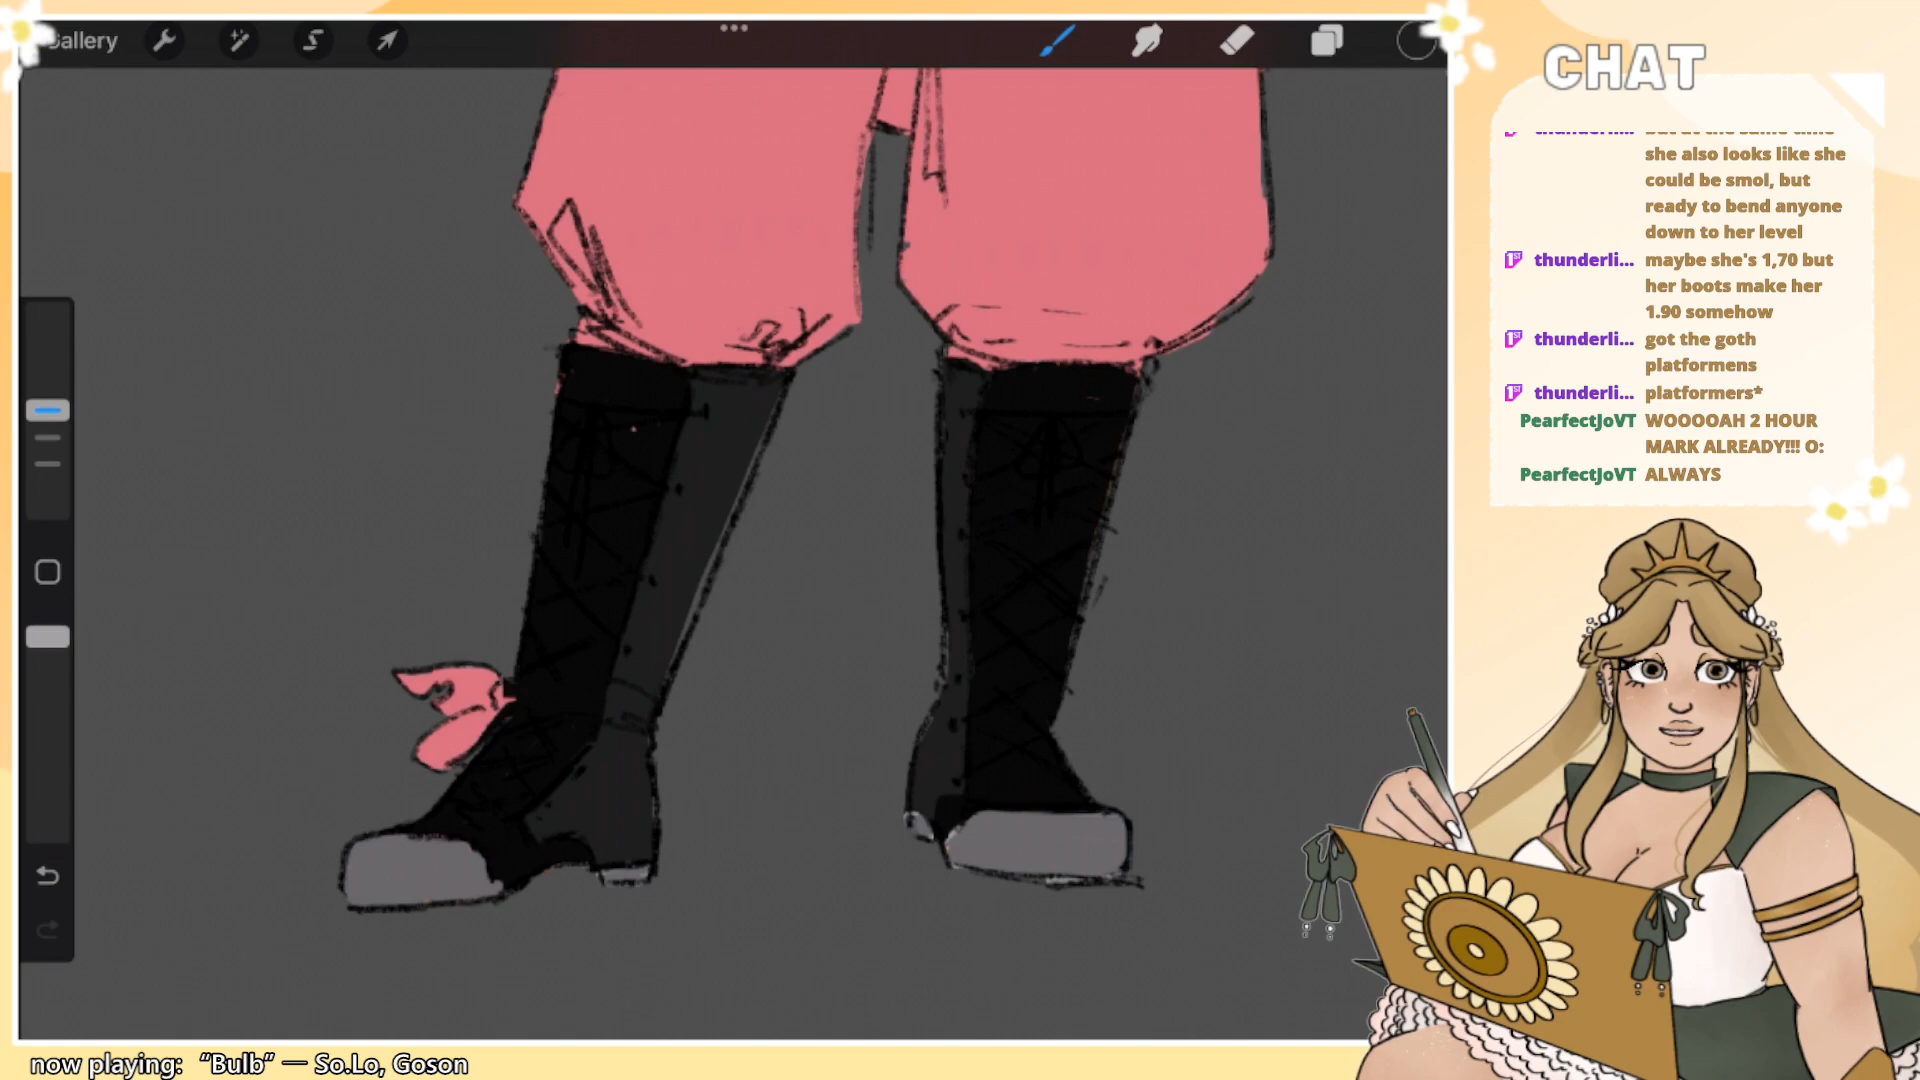 Gallery
CHAT
she also looks like she
could be smol, but
ready to bend anyone
down to her level
thunderli... maybe she's 1,70 but
her boots make her
1.90 somehow
thunderli... got the goth
platformens
thunderli... platformers*
PearfectJoVT WOOOOAH 2 HOUR
MARK ALREADY!!! O:
PearfectJoVT ALWAYS
now playing: “Bulb” — So.Lo, Goson